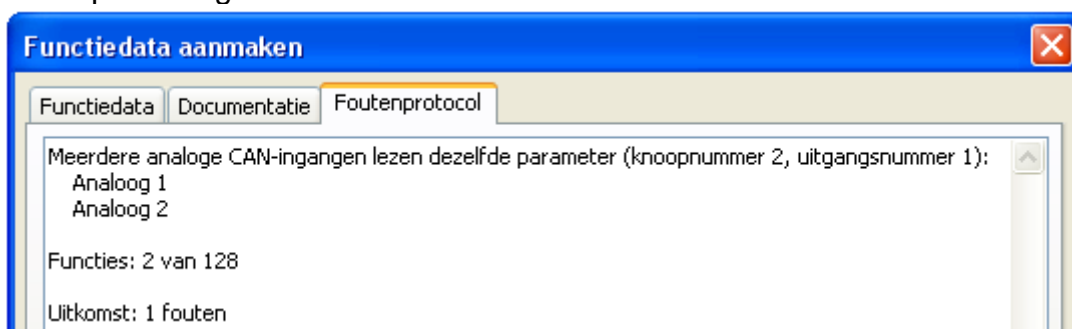 Functiedata aanmaken
Functiedata Documentatie Foutenprotocol
Meerdere analoge CAN-ingangen lezen dezelfde parameter (knoopnummer 2, uitgangsnummer 1):
Analoog 1
Analoog 2
Functies: 2 van 128
Uitkomst: 1 fouten